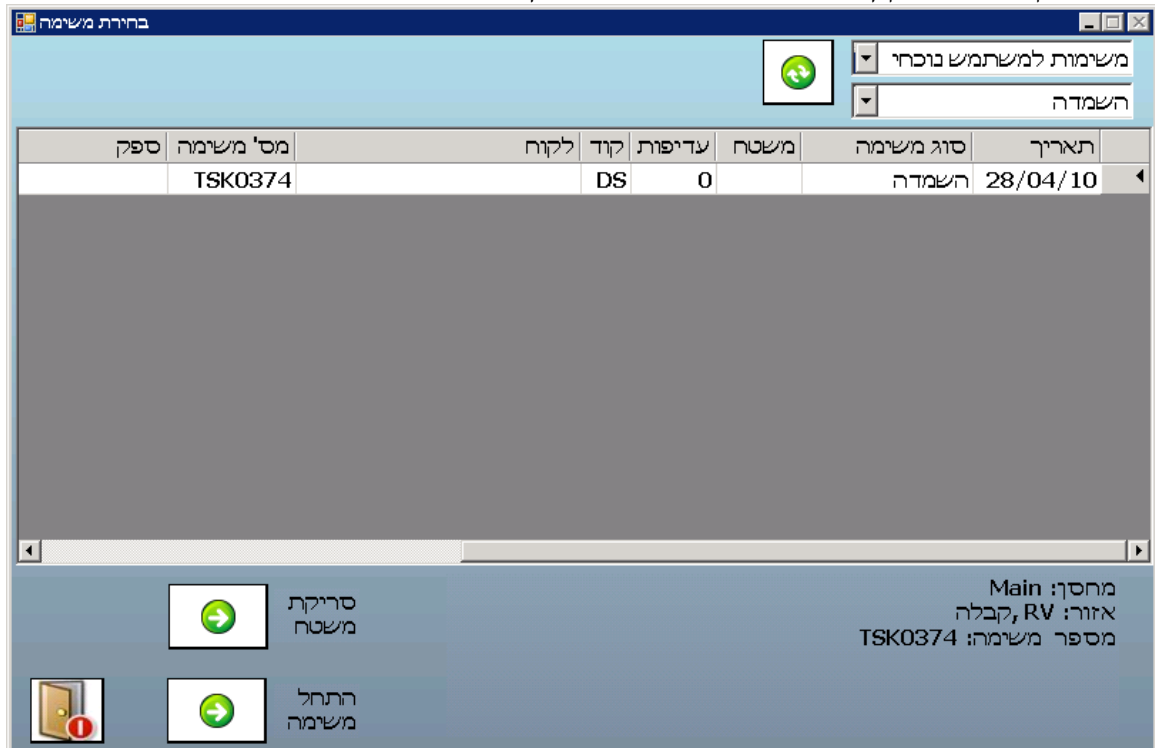 בחירת משימה
משימות למשתמש נוכחי
השמדה
תאריך סוג משימה משטח עדיפות קוד לקוח מס' משימה ספק
28/04/10 השמדה 0 DS TSK0374
מחסן: Main
אזור: RV ,קבלה
מספר משימה: TSK0374
סריקת
משטח
התחל
משימה